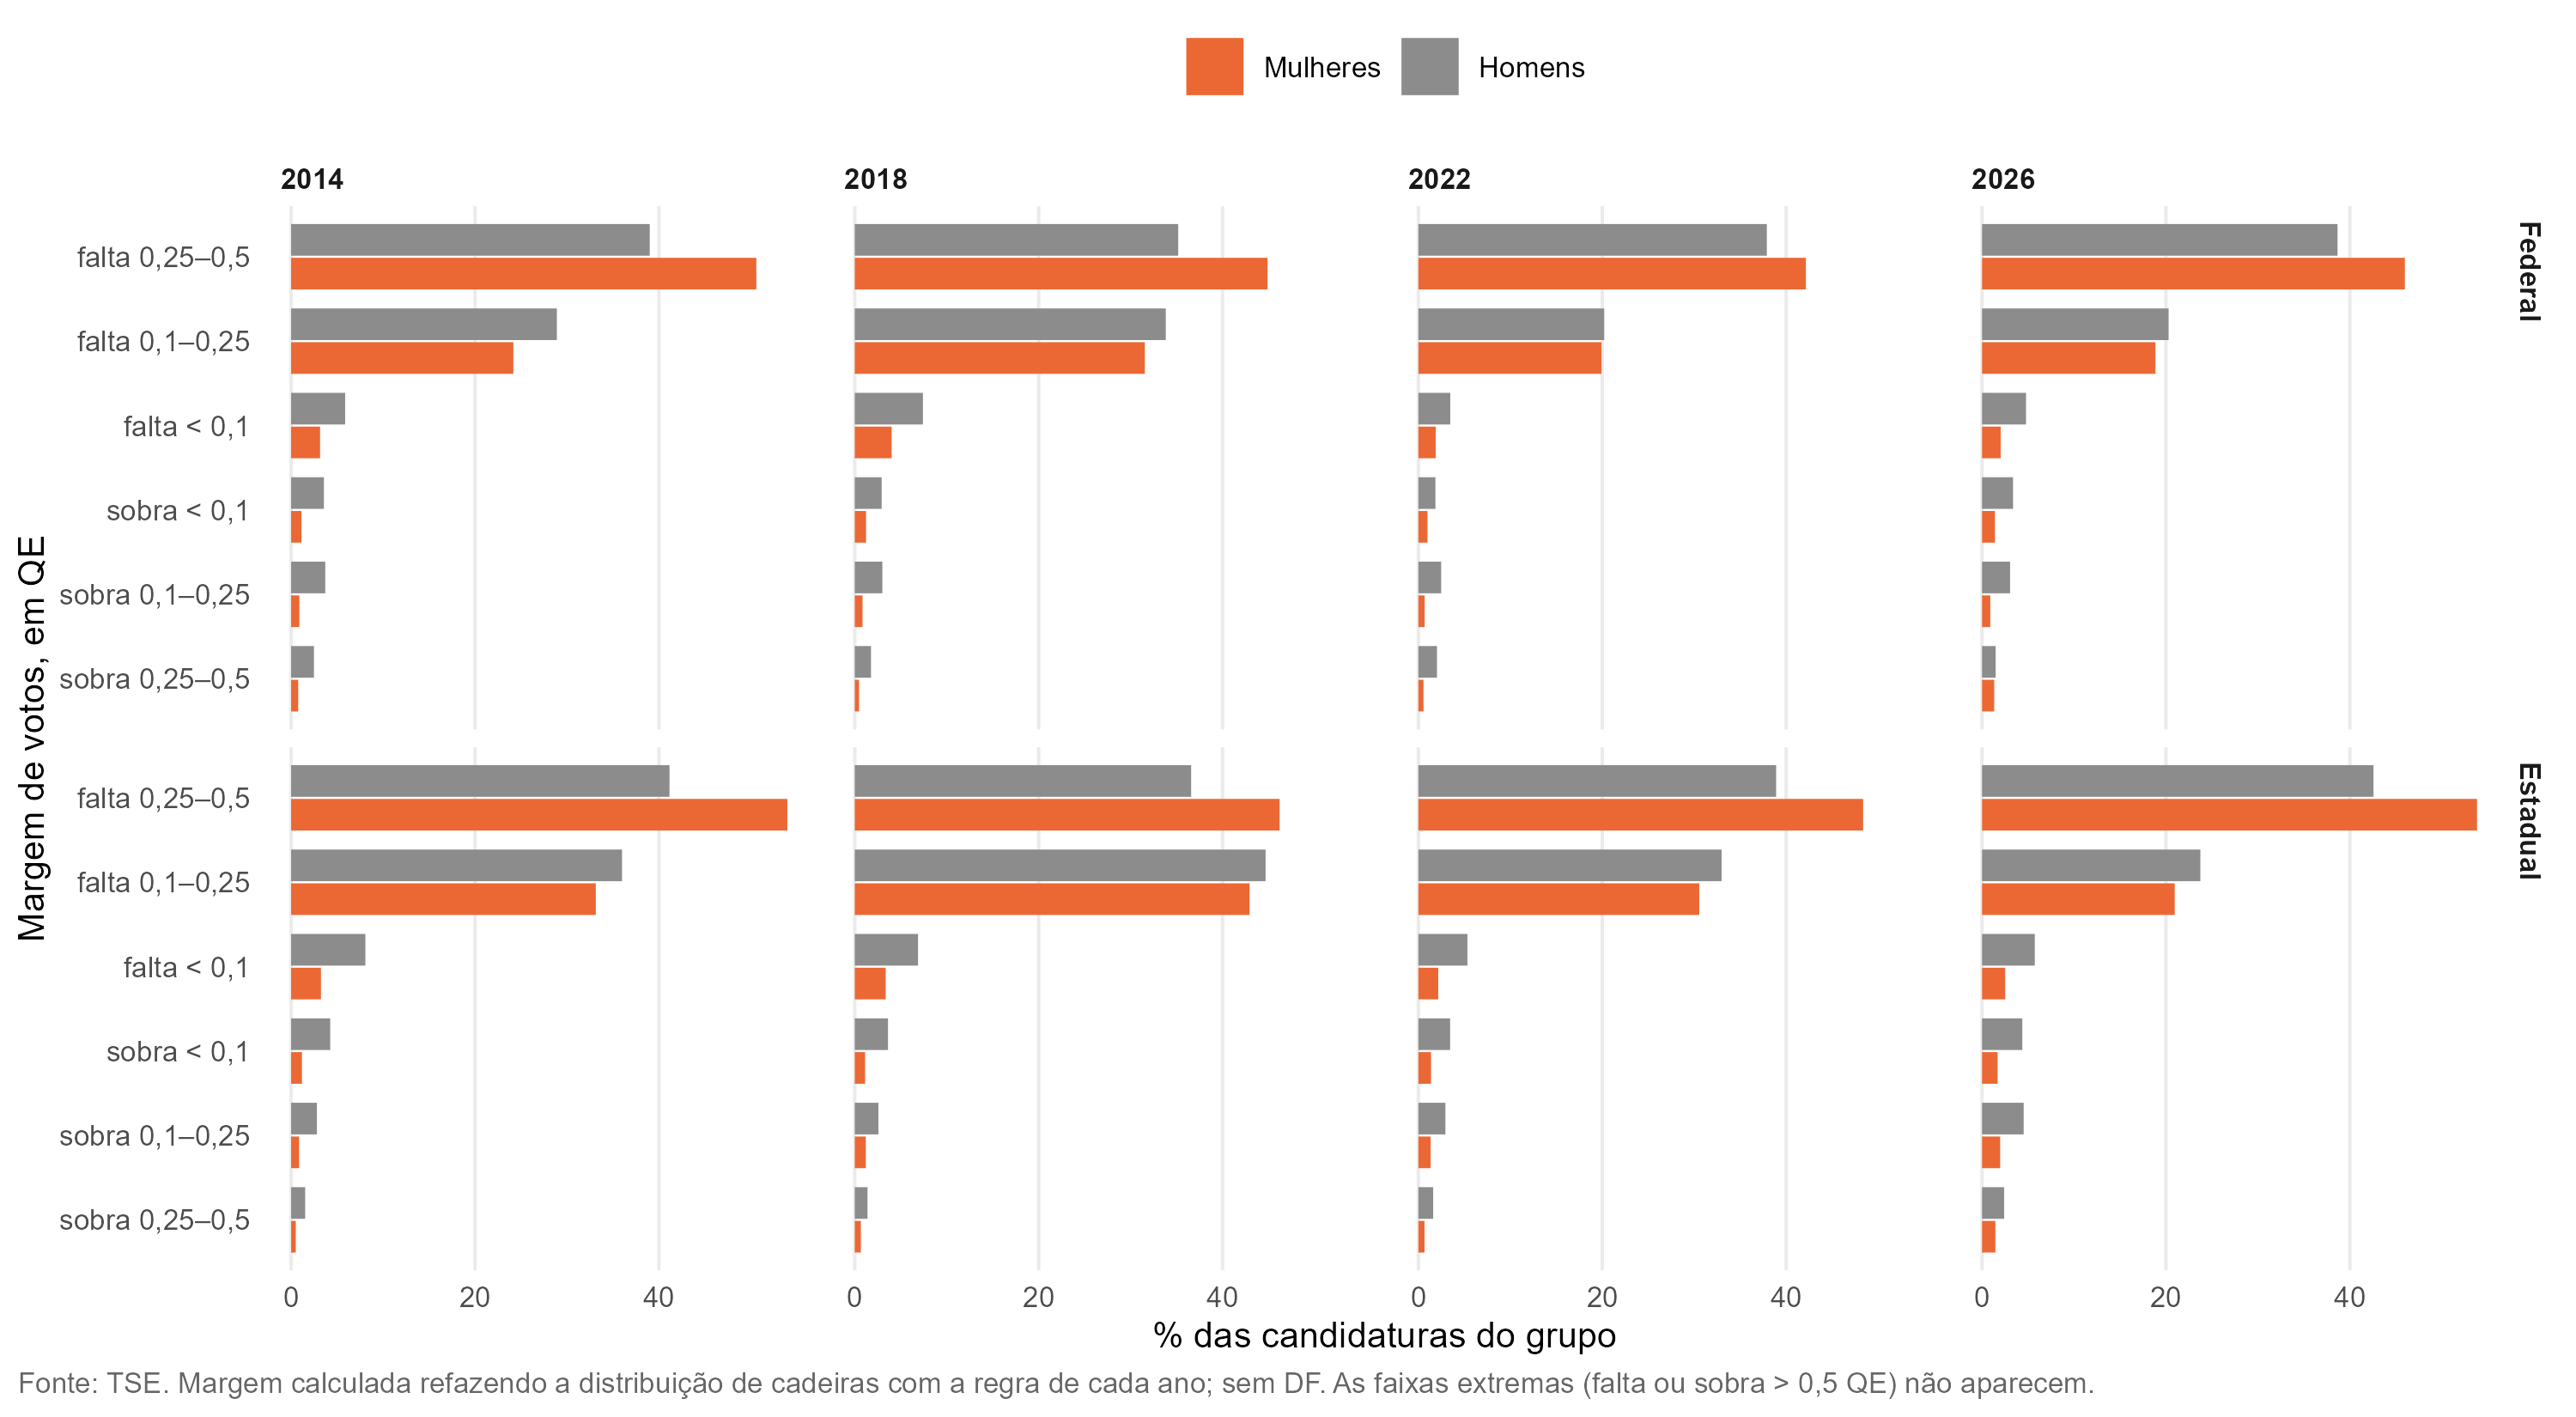 Mulheres Homens
2014 2018 2022 2026
Federal
falta 0,25–0,5
falta 0,1–0,25
falta < 0,1
sobra < 0,1
sobra 0,1–0,25
sobra 0,25–0,5
Margem de votos, em QE
Estadual
falta 0,25–0,5
falta 0,1–0,25
falta < 0,1
sobra < 0,1
sobra 0,1–0,25
sobra 0,25–0,5
0 20 40 0 20 40 0 20 40 0 20 40
% das candidaturas do grupo
Fonte: TSE. Margem calculada refazendo a distribuição de cadeiras com a regra de cada ano; sem DF. As faixas extremas (falta ou sobra > 0,5 QE) não aparecem.